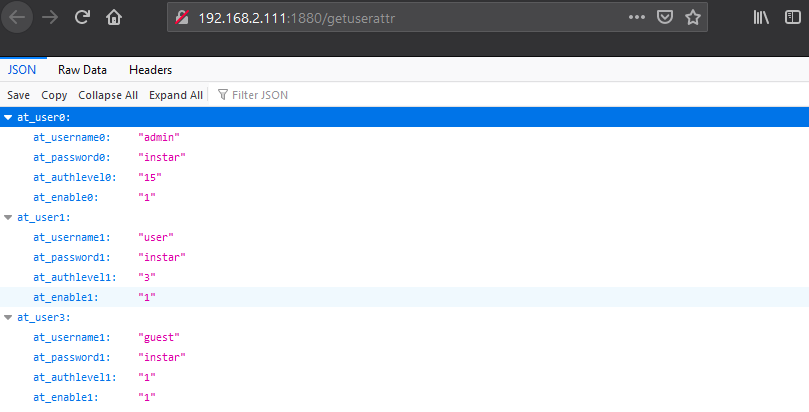 192.168.2.111:1880/getuserattr
JSON Raw Data Headers
Save Copy Collapse All Expand All Filter JSON
at_user0:
at_username0: "admin"
at_password0: "instar"
at_authlevel0: "15"
at_enable0: "1"
at_user1:
at_username1: "user"
at_password1: "instar"
at_authlevel1: "3"
at_enable1: "1"
at_user3:
at_username1: "guest"
at_password1: "instar"
at_authlevel1: "1"
at_enable1: "1"